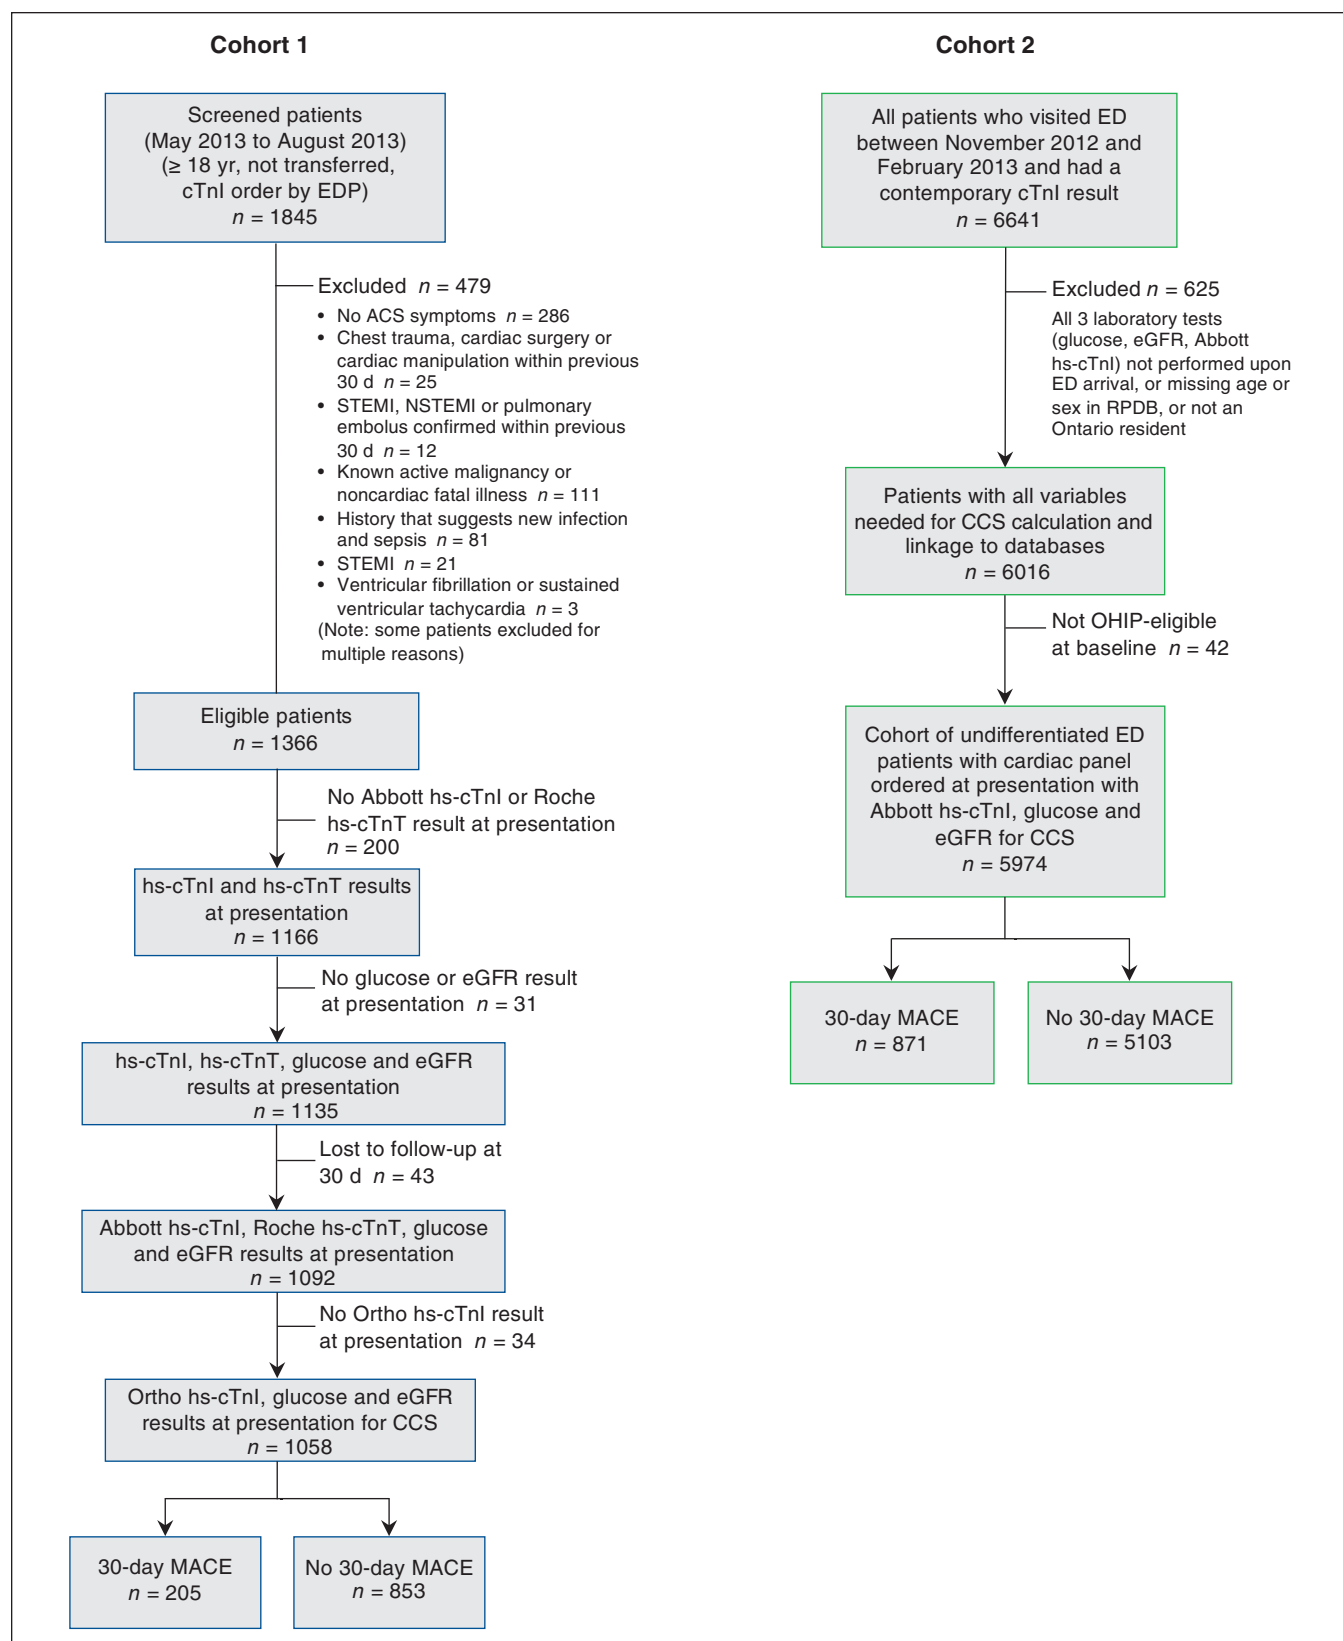 Cohort 1
Screened patients
(May 2013 to August 2013)
(≥ 18 yr, not transferred,
cTnI order by EDP)
n = 1845
Excluded n = 479
• No ACS symptoms n = 286
• Chest trauma, cardiac surgery or
cardiac manipulation within previous
30 d n = 25
• STEMI, NSTEMI or pulmonary
embolus confirmed within previous
30 d n = 12
• Known active malignancy or
noncardiac fatal illness n = 111
• History that suggests new infection
and sepsis n = 81
• STEMI n = 21
• Ventricular fibrillation or sustained
ventricular tachycardia n = 3
(Note: some patients excluded for
multiple reasons)
Eligible patients
n = 1366
No Abbott hs-cTnI or Roche
hs-cTnT result at presentation
n = 200
hs-cTnI and hs-cTnT results
at presentation
n = 1166
No glucose or eGFR result
at presentation n = 31
hs-cTnI, hs-cTnT, glucose and eGFR
results at presentation
n = 1135
Lost to follow-up at
30 d n = 43
Abbott hs-cTnI, Roche hs-cTnT, glucose
and eGFR results at presentation
n = 1092
No Ortho hs-cTnI result
at presentation n = 34
Ortho hs-cTnI, glucose and eGFR
results at presentation for CCS
n = 1058
30-day MACE
n = 205
No 30-day MACE
n = 853
Cohort 2
All patients who visited ED
between November 2012 and
February 2013 and had a
contemporary cTnI result
n = 6641
Excluded n = 625
All 3 laboratory tests
(glucose, eGFR, Abbott
hs-cTnI) not performed upon
ED arrival, or missing age or
sex in RPDB, or not an
Ontario resident
Patients with all variables
needed for CCS calculation and
linkage to databases
n = 6016
Not OHIP-eligible
at baseline n = 42
Cohort of undifferentiated ED
patients with cardiac panel
ordered at presentation with
Abbott hs-cTnI, glucose and
eGFR for CCS
n = 5974
30-day MACE
n = 871
No 30-day MACE
n = 5103